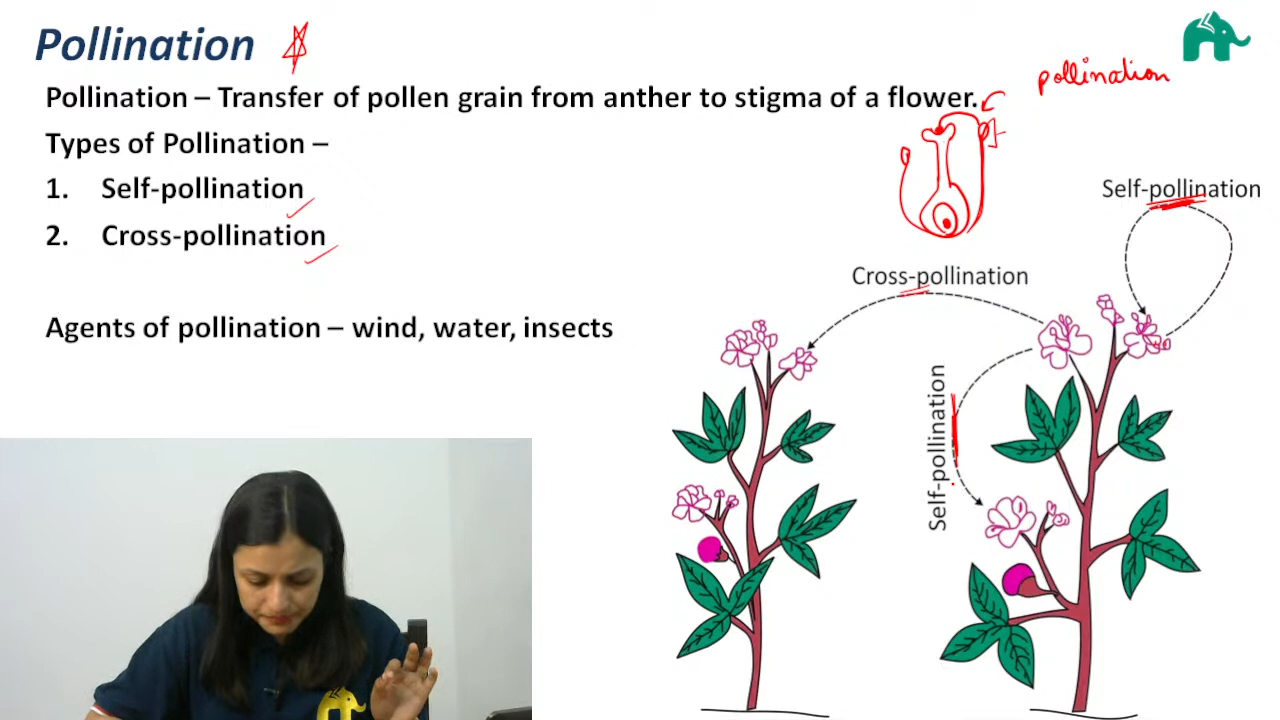 Pollination
pollination
Pollination – Transfer of pollen grain from anther to stigma of a flower.
Types of Pollination –
1. Self-pollination
2. Cross-pollination
Agents of pollination – wind, water, insects
Self-pollination
Cross-pollination
Self-pollination